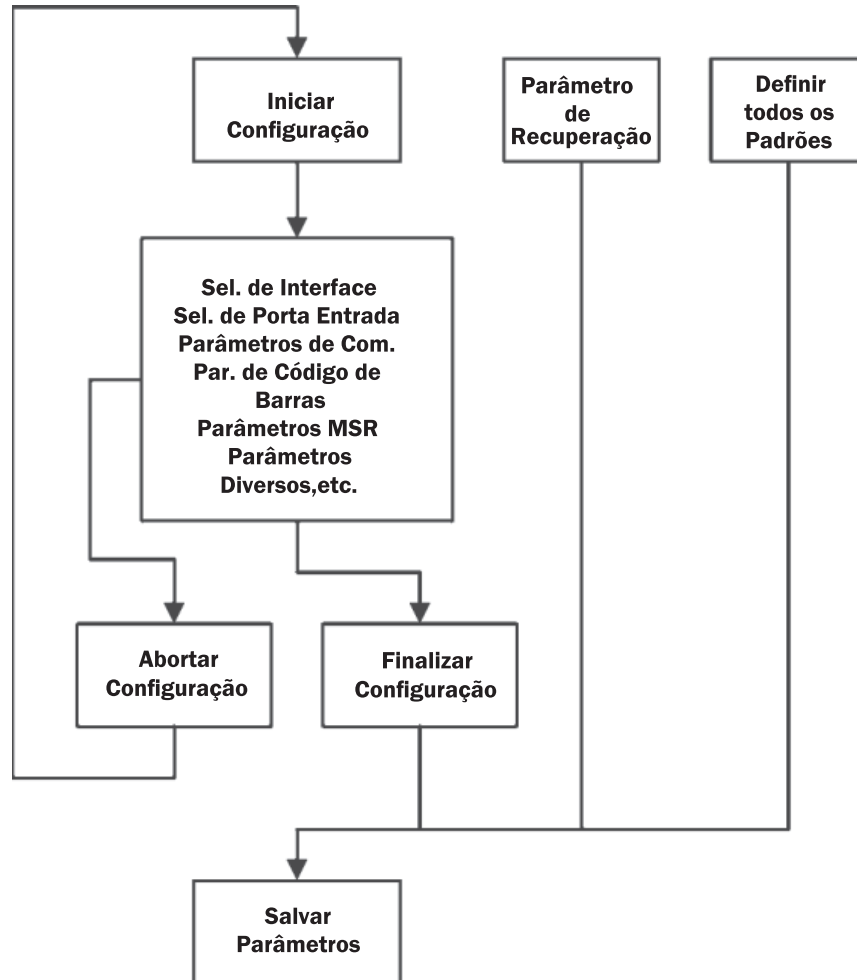 Iniciar
Configuração
Parâmetro
de
Recuperação
Definir
todos os
Padrões
Sel. de Interface
Sel. de Porta Entrada
Parâmetros de Com.
Par. de Código de
Barras
Parâmetros MSR
Parâmetros
Diversos,etc.
Abortar
Configuração
Finalizar
Configuração
Salvar
Parâmetros